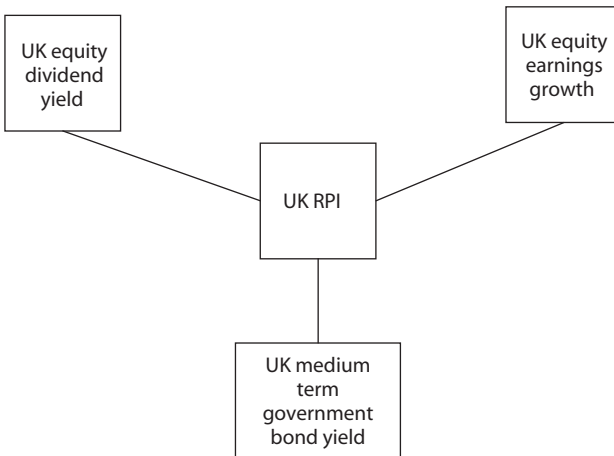 UK equity
dividend
yield
UK equity
earnings
growth
UK RPI
UK medium
term
government
bond yield